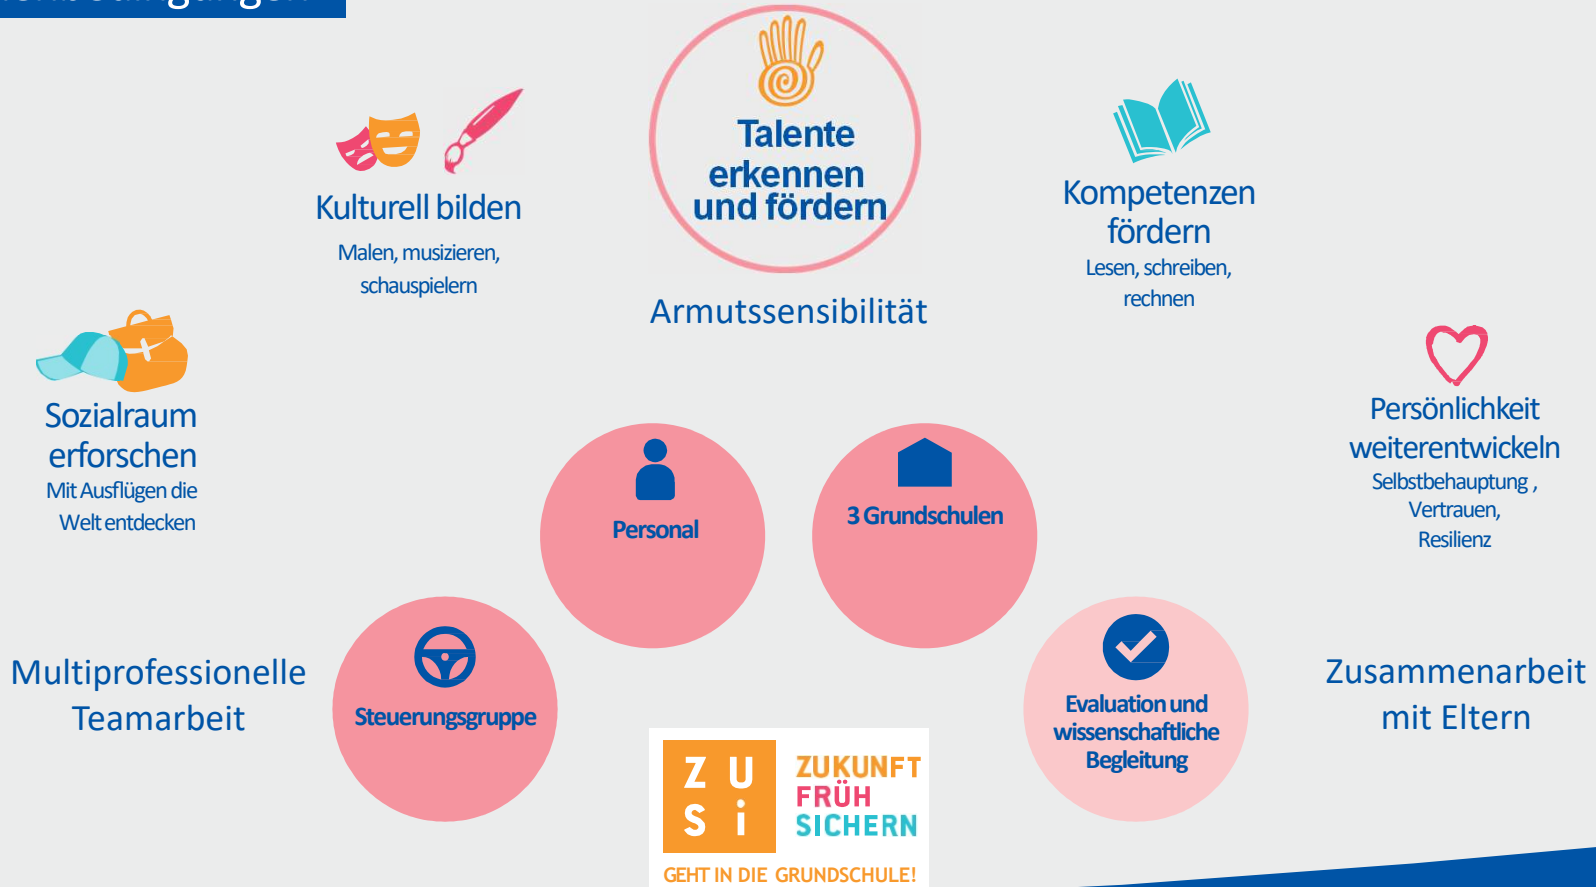 Talente
erkennen
und fördern
Kulturell bilden
Malen, musizieren,
schauspielern
Kompetenzen
fördern
Lesen, schreiben,
rechnen
Armutssensibilität
Sozialraum
erforschen
Mit Ausflügen die
Welt entdecken
Persönlichkeit
weiterentwickeln
Selbstbehauptung ,
Vertrauen,
Resilienz
Personal
3 Grundschulen
Multiprofessionelle
Teamarbeit
Steuerungsgruppe
Evaluation und
wissenschaftliche
Begleitung
Zusammenarbeit
mit Eltern
Z U
S i
ZUKUNFT
FRÜH
SICHERN
GEHT IN DIE GRUNDSCHULE!